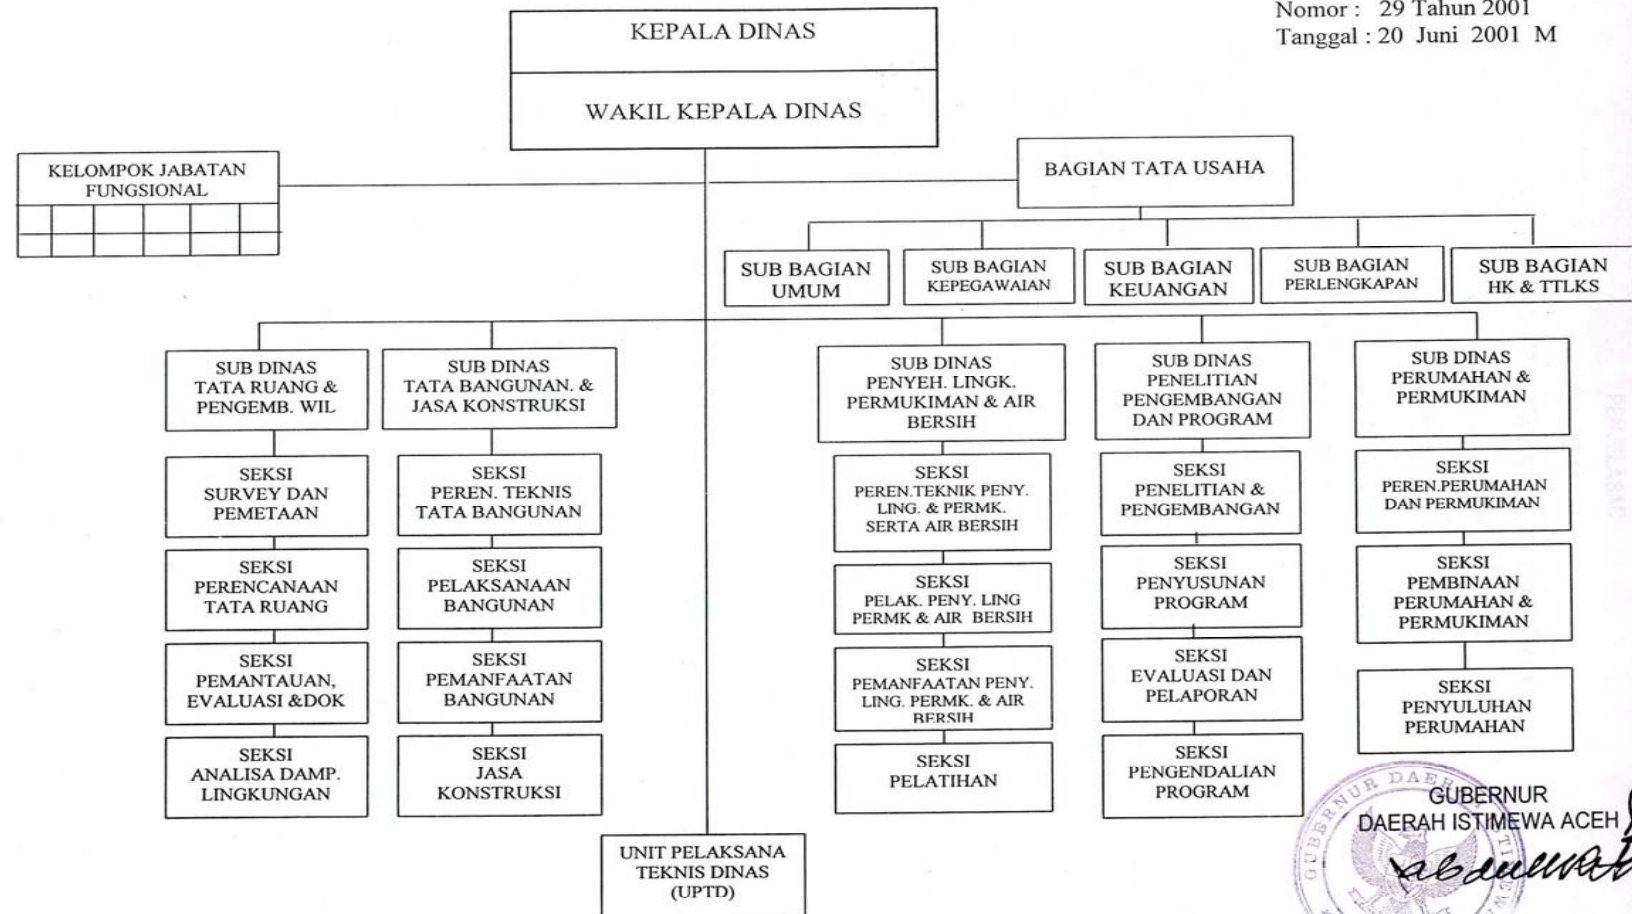 Nomor : 29 Tahun 2001
Tanggal : 20 Juni 2001 M
KEPALA DINAS
WAKIL KEPALA DINAS
KELOMPOK JABATAN
FUNGSIONAL
BAGIAN TATA USAHA
SUB BAGIAN
UMUM
SUB BAGIAN
KEPEGAWAIAN
SUB BAGIAN
KEUANGAN
SUB BAGIAN
PERLENGKAPAN
SUB BAGIAN
HK & TTLKS
SUB DINAS
TATA RUANG &
PENGEMB. WIL
SEKSI
SURVEY DAN
PEMETAAN
SEKSI
PERENCANAAN
TATA RUANG
SEKSI
PEMANTAUAN,
EVALUASI &DOK
SEKSI
ANALISA DAMP.
LINGKUNGAN
SUB DINAS
TATA BANGUNAN. &
JASA KONSTRUKSI
SEKSI
PEREN. TEKNIS
TATA BANGUNAN
SEKSI
PELAKSANAAN
BANGUNAN
SEKSI
PEMANFAATAN
BANGUNAN
SEKSI
JASA
KONSTRUKSI
SUB DINAS
PENYEH. LINGK.
PERMUKIMAN & AIR
BERSIH
SEKSI
PEREN.TEKNIK PENY.
LING. & PERMK.
SERTA AIR BERSIH
SEKSI
PELAK. PENY. LING
PERMK & AIR BERSIH
SEKSI
PEMANFAATAN PENY.
LING. PERMK. & AIR
BERSIH
SEKSI
PELATIHAN
SUB DINAS
PENELITIAN
PENGEMBANGAN
DAN PROGRAM
SEKSI
PENELITIAN &
PENGEMBANGAN
SEKSI
PENYUSUNAN
PROGRAM
SEKSI
EVALUASI DAN
PELAPORAN
SEKSI
PENGENDALIAN
PROGRAM
SUB DINAS
PERUMAHAN &
PERMUKIMAN
SEKSI
PEREN.PERUMAHAN
DAN PERMUKIMAN
SEKSI
PEMBINAAN
PERUMAHAN &
PERMUKIMAN
SEKSI
PENYULUHAN
PERUMAHAN
UNIT PELAKSANA
TEKNIS DINAS
(UPTD)
GUBERNUR
DAERAH ISTIMEWA ACEH
GUBERNUR DAERAH